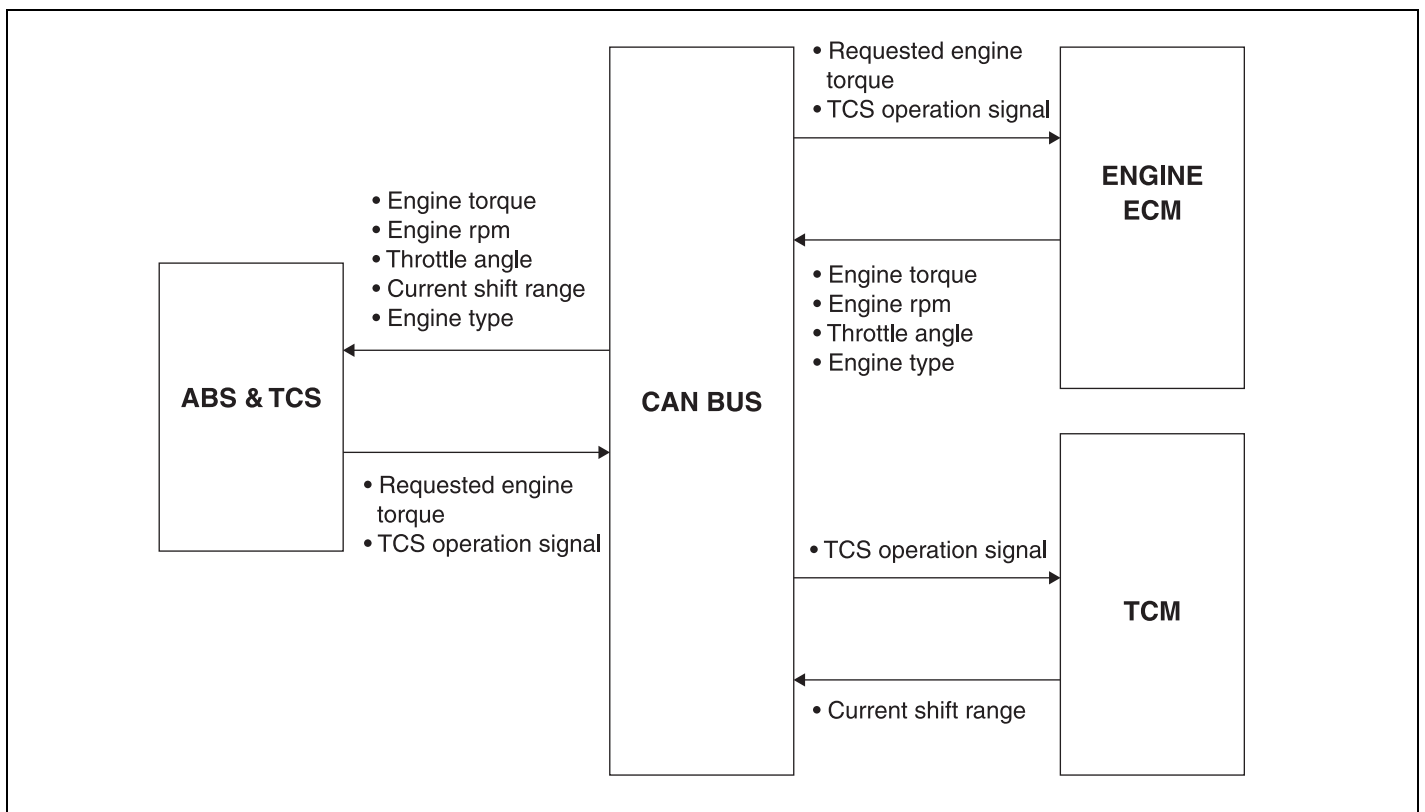 • Requested engine
torque
• TCS operation signal
ENGINE
ECM
• Engine torque
• Engine rpm
• Throttle angle
• Current shift range
• Engine type
• Engine torque
• Engine rpm
• Throttle angle
• Engine type
ABS & TCS
CAN BUS
• Requested engine
torque
• TCS operation signal
• TCS operation signal
TCM
• Current shift range